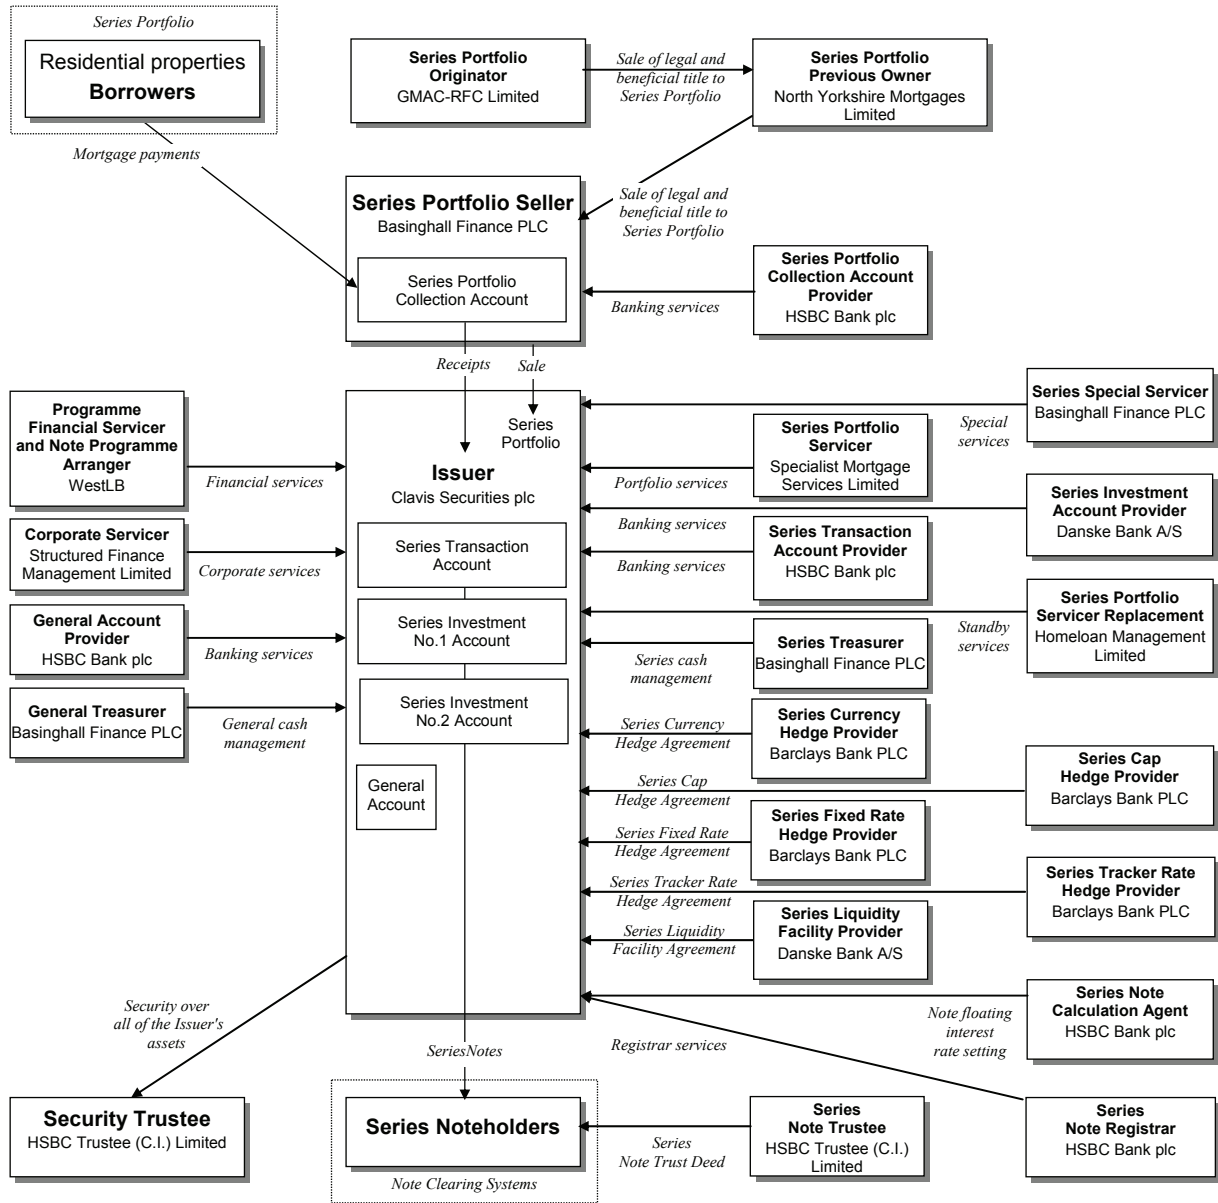 Series Portfolio
Residential properties
Borrowers
Series Portfolio
Originator
GMAC-RFC Limited
Sale of legal and
beneficial title to
Series Portfolio
Series Portfolio
Previous Owner
North Yorkshire Mortgages
Limited
Mortgage payments
Series Portfolio Seller
Basinghall Finance PLC
Sale of legal and
beneficial title to
Series Portfolio
Series Portfolio
Collection Account
Series Portfolio
Collection Account
Provider
HSBC Bank plc
Banking services
Receipts
Sale
Programme
Financial Servicer
and Note Programme
Arranger
WestLB
Financial services
Series
Portfolio
Issuer
Clavis Securities plc
Series Special Servicer
Basinghall Finance PLC
Special
services
Series Portfolio
Servicer
Specialist Mortgage
Services Limited
Portfolio services
Series Investment
Account Provider
Danske Bank A/S
Banking services
Corporate Servicer
Structured Finance
Management Limited
Corporate services
Series Transaction
Account
Series Transaction
Account Provider
HSBC Bank plc
Banking services
Series Portfolio
Servicer Replacement
Homeloan Management
Limited
Standby
services
General Account
Provider
HSBC Bank plc
Banking services
Series Investment
No.1 Account
Series Treasurer
Basinghall Finance PLC
Series cash
management
General Treasurer
Basinghall Finance PLC
General cash
management
Series Investment
No.2 Account
Series Currency
Hedge Agreement
Series Currency
Hedge Provider
Barclays Bank PLC
General
Account
Series Cap
Hedge Agreement
Series Cap
Hedge Provider
Barclays Bank PLC
Series Fixed Rate
Hedge Agreement
Series Fixed Rate
Hedge Provider
Barclays Bank PLC
Series Tracker Rate
Hedge Agreement
Series Tracker Rate
Hedge Provider
Barclays Bank PLC
Series Liquidity
Facility Agreement
Series Liquidity
Facility Provider
Danske Bank A/S
Security over
all of the Issuer's
assets
SeriesNotes
Registrar services
Note floating
interest
rate setting
Series Note
Calculation Agent
HSBC Bank plc
Security Trustee
HSBC Trustee (C.I.) Limited
Series Noteholders
Note Clearing Systems
Series
Note Trust Deed
Series
Note Trustee
HSBC Trustee (C.I.)
Limited
Series
Note Registrar
HSBC Bank plc